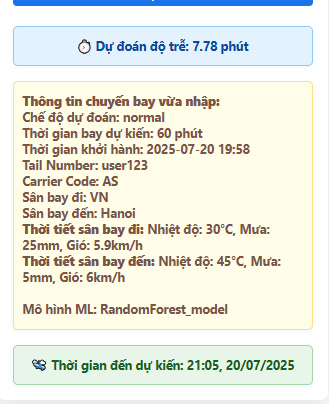 Dự đoán độ trễ: 7.78 phút
Thông tin chuyến bay vừa nhập:
Chế độ dự đoán: normal
Thời gian bay dự kiến: 60 phút
Thời gian khởi hành: 2025-07-20 19:58
Tail Number: user123
Carrier Code: AS
Sân bay đi: VN
Sân bay đến: Hanoi
Thời tiết sân bay đi: Nhiệt độ: 30°C, Mưa:
25mm, Gió: 5.9km/h
Thời tiết sân bay đến: Nhiệt độ: 45°C, Mưa:
5mm, Gió: 6km/h
Mô hình ML: RandomForest_model
Thời gian đến dự kiến: 21:05, 20/07/2025